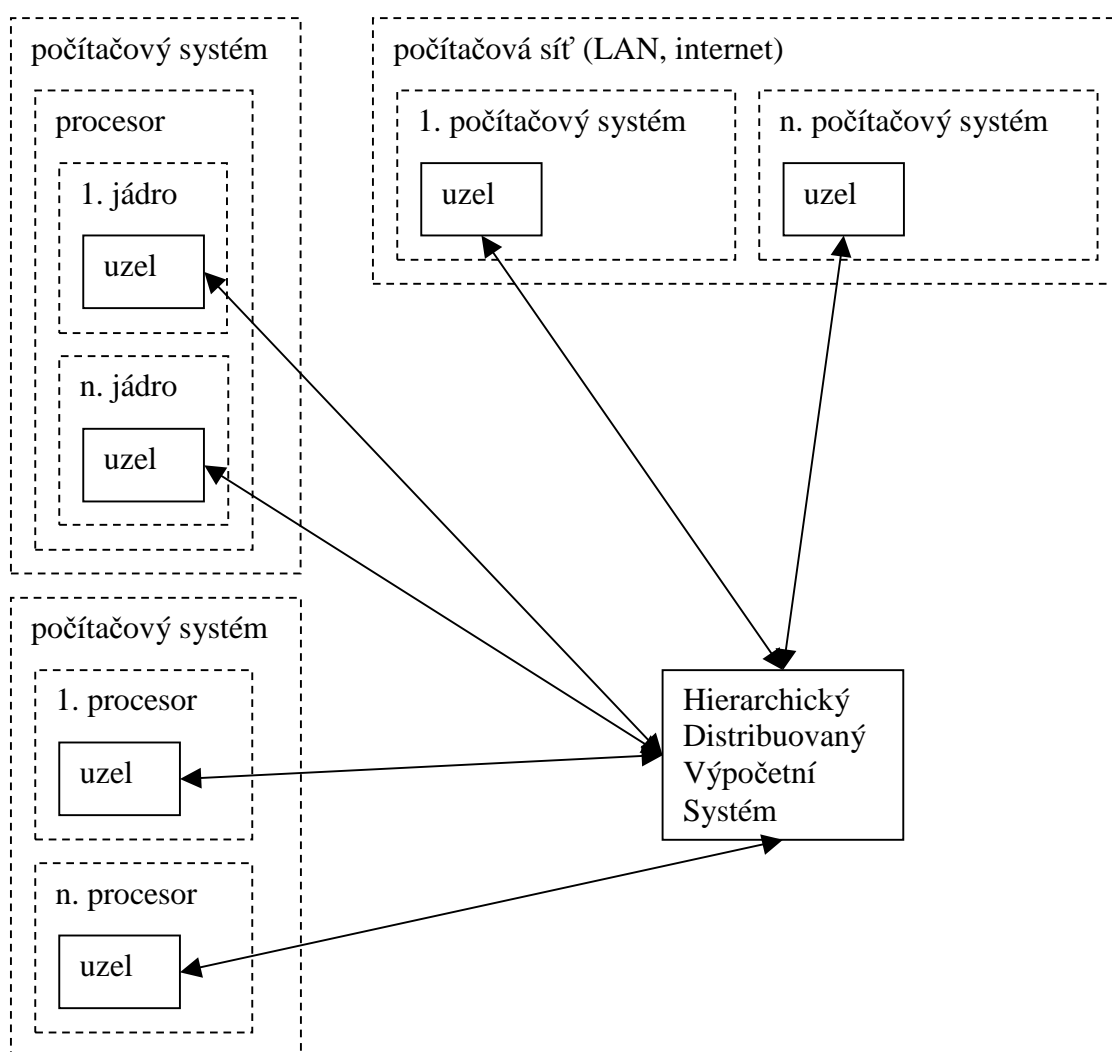 počítačový systém
procesor
1. jádro
uzel
n. jádro
uzel
počítačový systém
1. procesor
uzel
n. procesor
uzel
počítačová síť (LAN, internet)
1. počítačový systém
uzel
n. počítačový systém
uzel
Hierarchický
Distribuovaný
Výpočetní
Systém